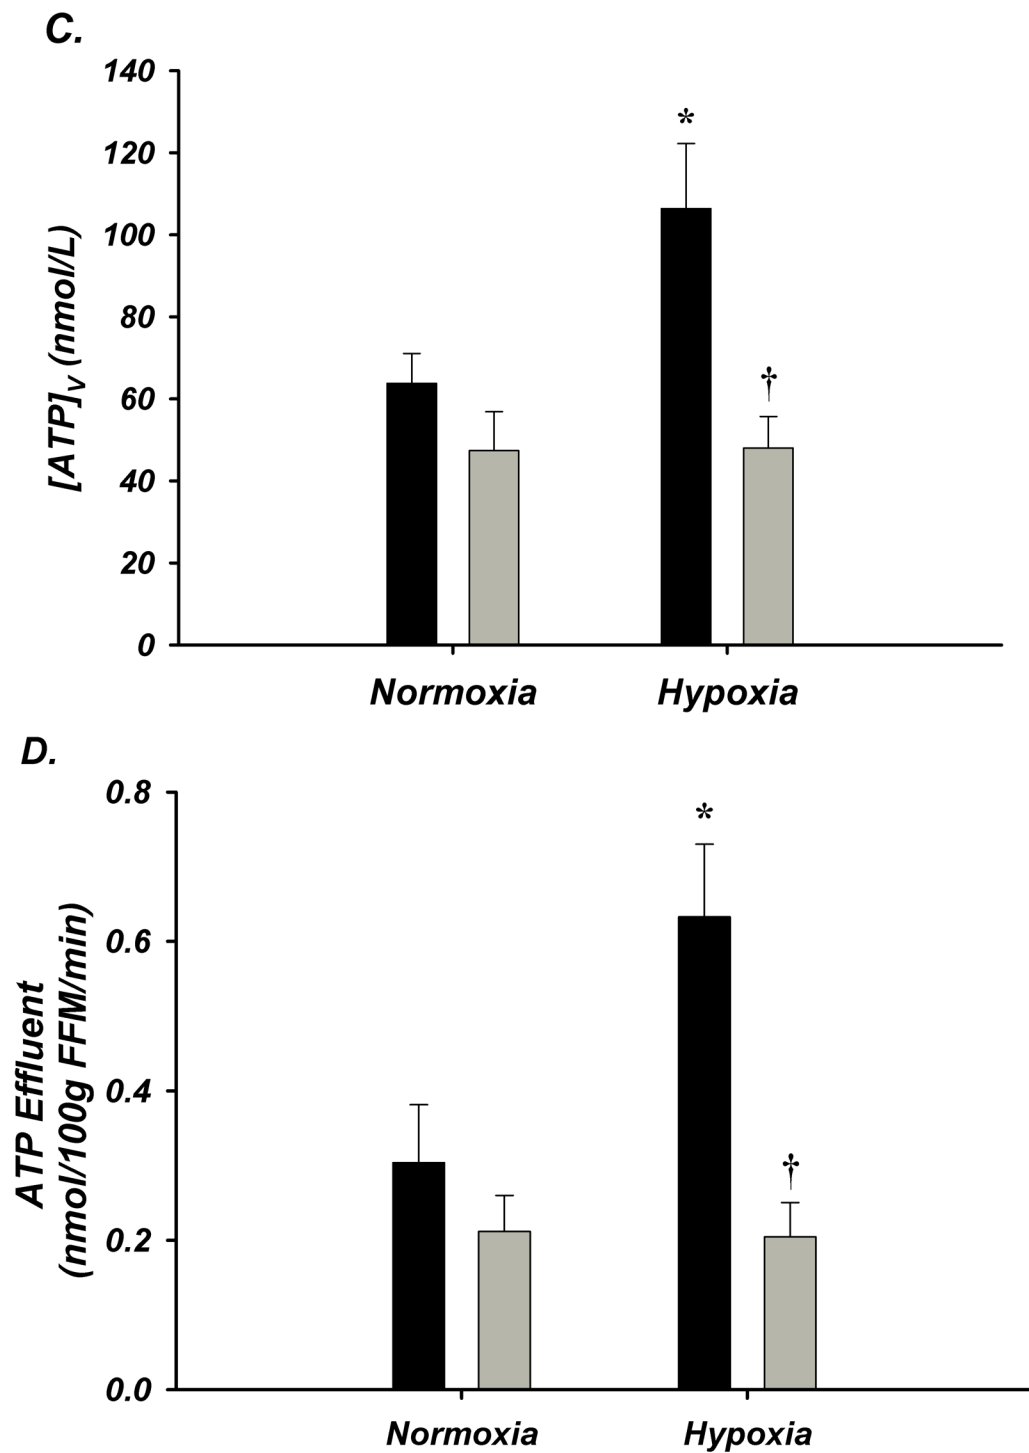 C.
140
120
100
80
60
40
20
0
[ATP]V (nmol/L)
*
†
Normoxia Hypoxia
D.
0.8
0.6
0.4
0.2
0.0
ATP Effluent
(nmol/100g FFM/min)
*
†
Normoxia Hypoxia